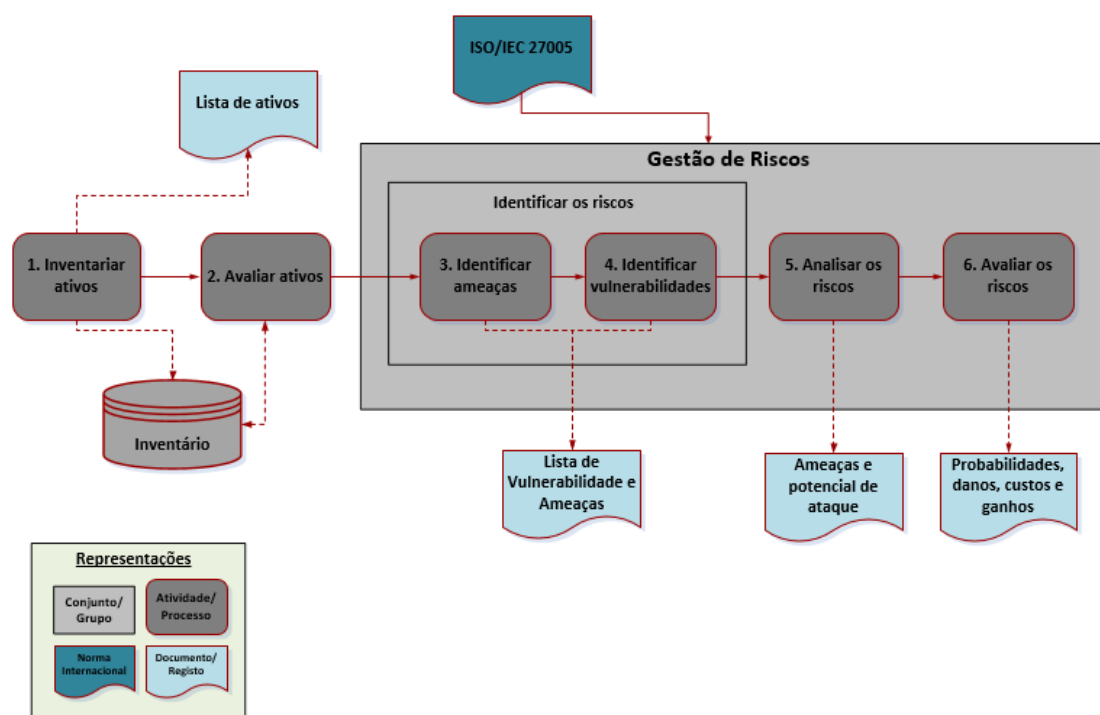 ISO/IEC 27005
Lista de ativos
Gestão de Riscos
Identificar os riscos
1. Inventariar
ativos
2. Avaliar ativos
3. Identificar
ameaças
4. Identificar
vulnerabilidades
5. Analisar os
riscos
6. Avaliar os
riscos
Inventário
Lista de
Vulnerabilidade e
Ameaças
Ameaças e
potencial de
ataque
Probabilidades,
danos, custos e
ganhos
Representações
Conjunto/
Grupo
Atividade/
Processo
Norma
Internacional
Documento/
Registo